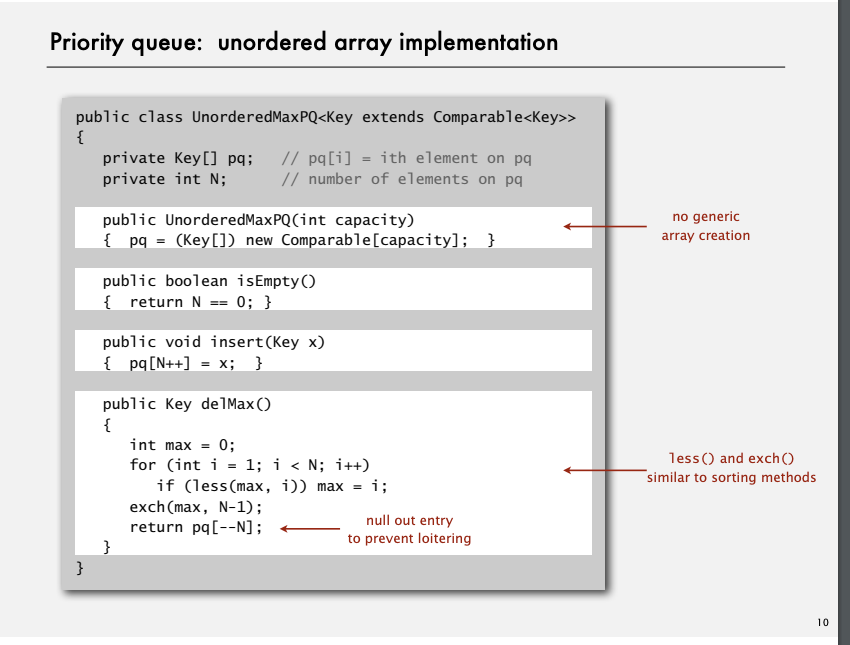 Priority queue: unordered array implementation
public class UnorderedMaxPQ<Key extends Comparable<Key>>
{
private Key[] pq; // pq[i] = ith element on pq
private int N; // number of elements on pq
public UnorderedMaxPQ(int capacity)
{ pq = (Key[]) new Comparable[capacity]; }
no generic
array creation
public boolean isEmpty()
{ return N == 0; }
public void insert(Key x)
{ pq[N++] = x; }
public Key delMax()
{
int max = 0;
for (int i = 1; i < N; i++)
if (less(max, i)) max = i;
exch(max, N-1);
return pq[--N];
}
}
less() and exch()
similar to sorting methods
null out entry
to prevent loitering
10